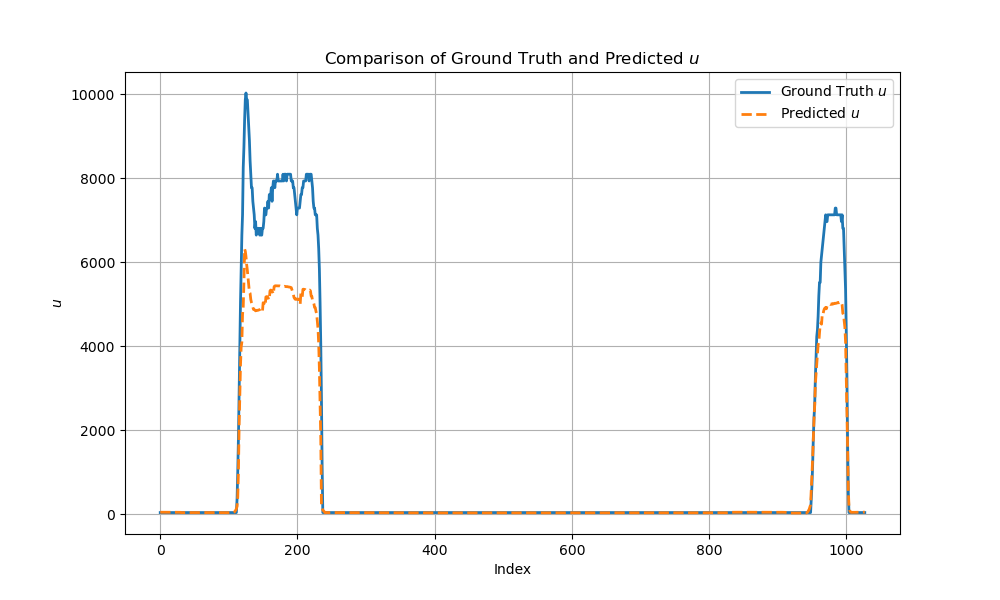 Comparison of Ground Truth and Predicted u
Ground Truth u
Predicted u
10000
8000
6000
4000
2000
0
u
0 200 400 600 800 1000
Index